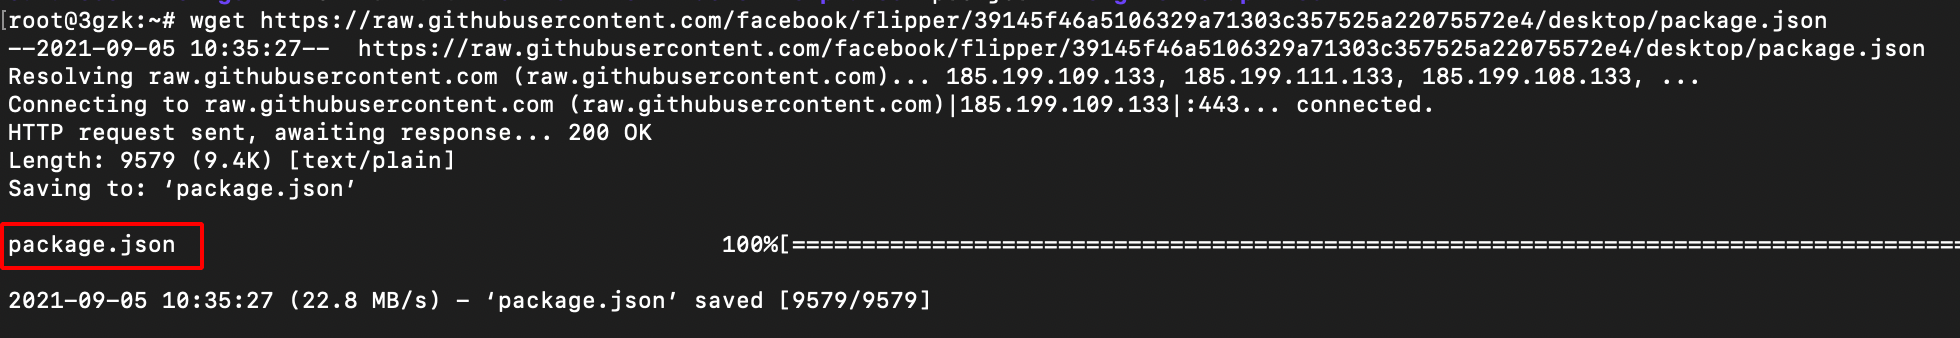 [root@3gzk:~# wget https://raw.githubusercontent.com/facebook/flipper/39145f46a5106329a71303c357525a22075572e4/desktop/package.json
--2021-09-05 10:35:27--  https://raw.githubusercontent.com/facebook/flipper/39145f46a5106329a71303c357525a22075572e4/desktop/package.json
Resolving raw.githubusercontent.com (raw.githubusercontent.com)... 185.199.109.133, 185.199.111.133, 185.199.108.133, ...
Connecting to raw.githubusercontent.com (raw.githubusercontent.com)|185.199.109.133|:443... connected.
HTTP request sent, awaiting response... 200 OK
Length: 9579 (9.4K) [text/plain]
Saving to: ‘package.json’
package.json 100%[===================================================================================
2021-09-05 10:35:27 (22.8 MB/s) - ‘package.json’ saved [9579/9579]